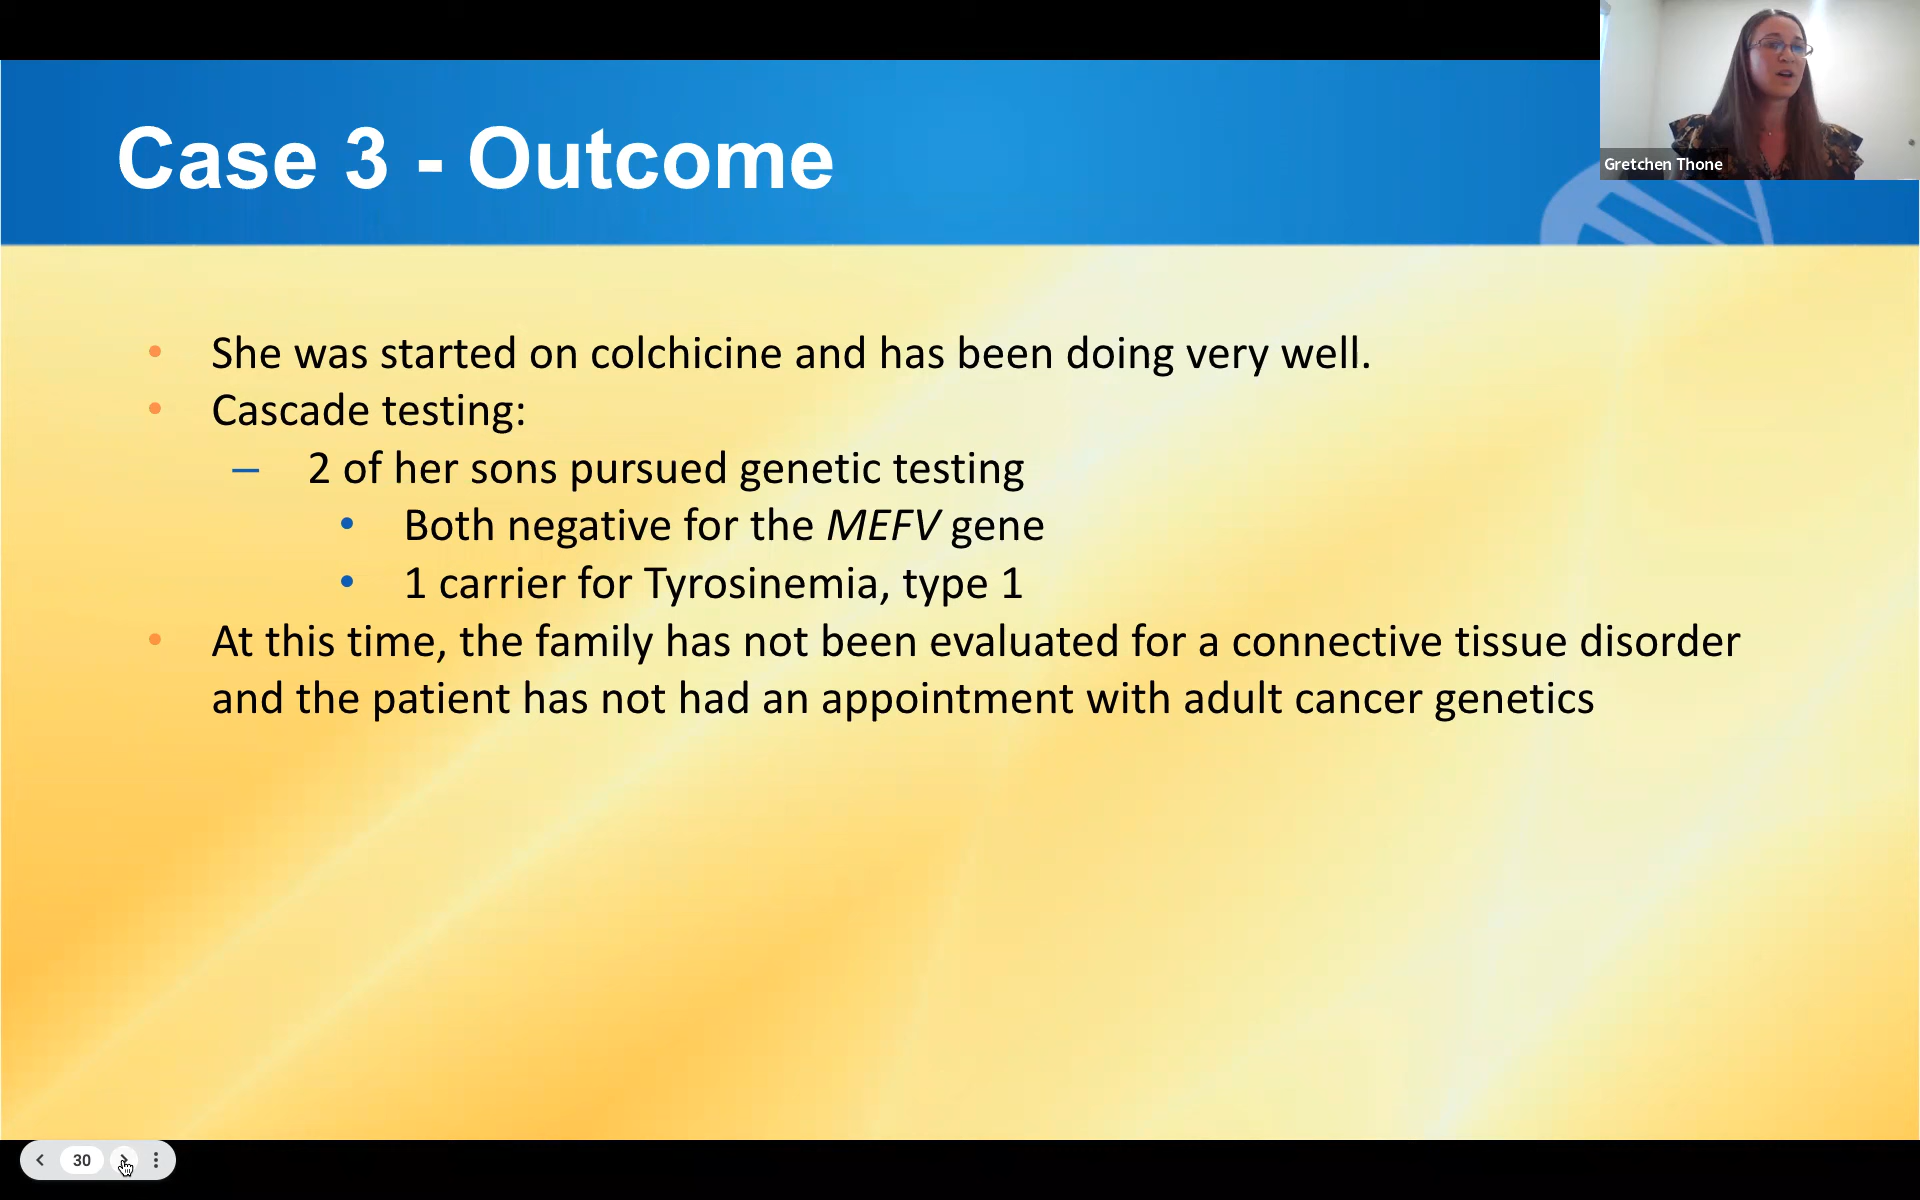 Case 3 - Outcome
Gretchen Thone
• She was started on colchicine and has been doing very well.
• Cascade testing:
– 2 of her sons pursued genetic testing
• Both negative for the MEFV gene
• 1 carrier for Tyrosinemia, type 1
• At this time, the family has not been evaluated for a connective tissue disorder
and the patient has not had an appointment with adult cancer genetics
30